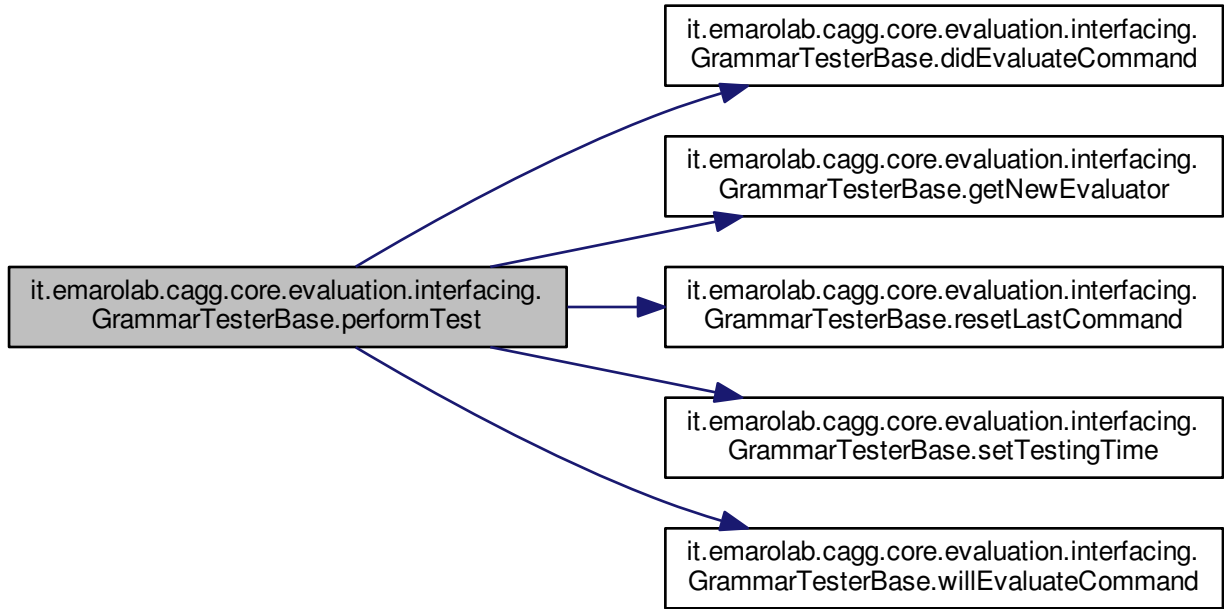 it.emarolab.cagg.core.evaluation.interfacing.
GrammarTesterBase.performTest
it.emarolab.cagg.core.evaluation.interfacing.
GrammarTesterBase.didEvaluateCommand
it.emarolab.cagg.core.evaluation.interfacing.
GrammarTesterBase.getNewEvaluator
it.emarolab.cagg.core.evaluation.interfacing.
GrammarTesterBase.resetLastCommand
it.emarolab.cagg.core.evaluation.interfacing.
GrammarTesterBase.setTestingTime
it.emarolab.cagg.core.evaluation.interfacing.
GrammarTesterBase.willEvaluateCommand